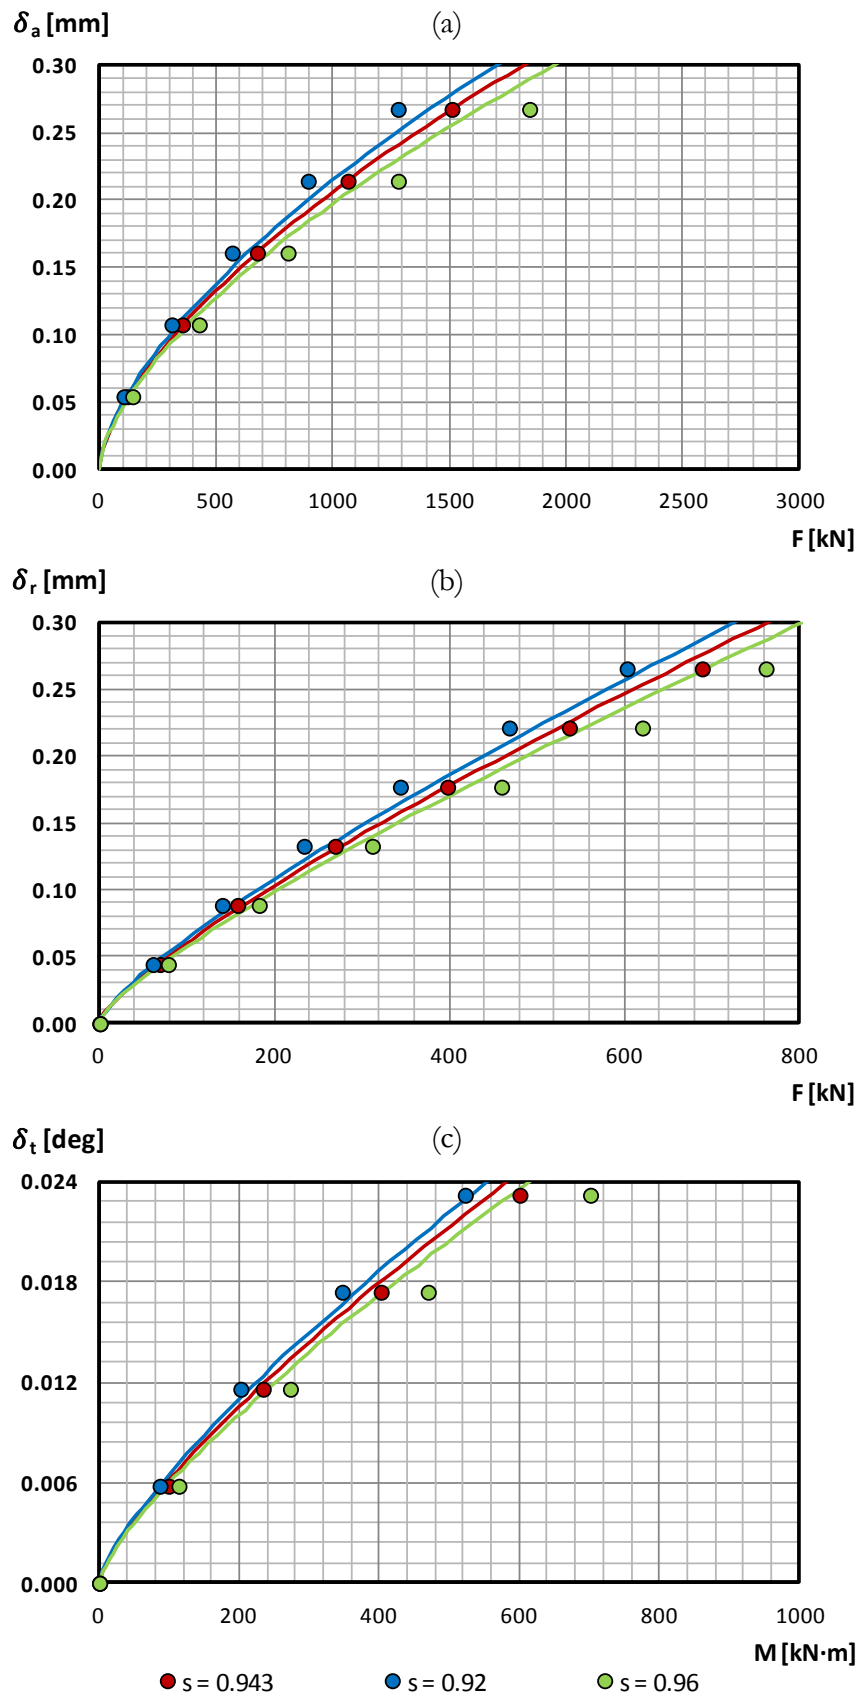 δa [mm] (a)
0.30
0.25
0.20
0.15
0.10
0.05
0.00
0 500 1000 1500 2000 2500 3000
F [kN]
δr [mm] (b)
0.30
0.25
0.20
0.15
0.10
0.05
0.00
0 200 400 600 800
F [kN]
δt [deg] (c)
0.024
0.018
0.012
0.006
0.000
0 200 400 600 800 1000
M [kN·m]
s = 0.943 s = 0.92 s = 0.96